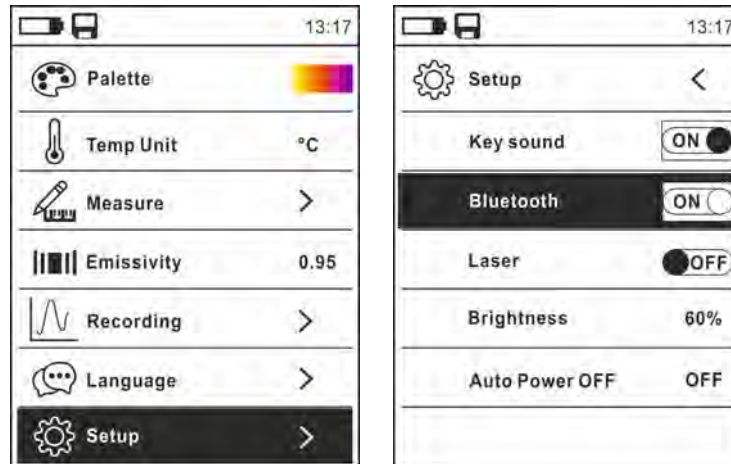 13:17
Palette
Temp Unit °C
Measure >
Emissivity 0.95
Recording >
Language >
Setup >
13:17
Setup <
Key sound ON
Bluetooth ON
Laser OFF
Brightness 60%
Auto Power OFF OFF